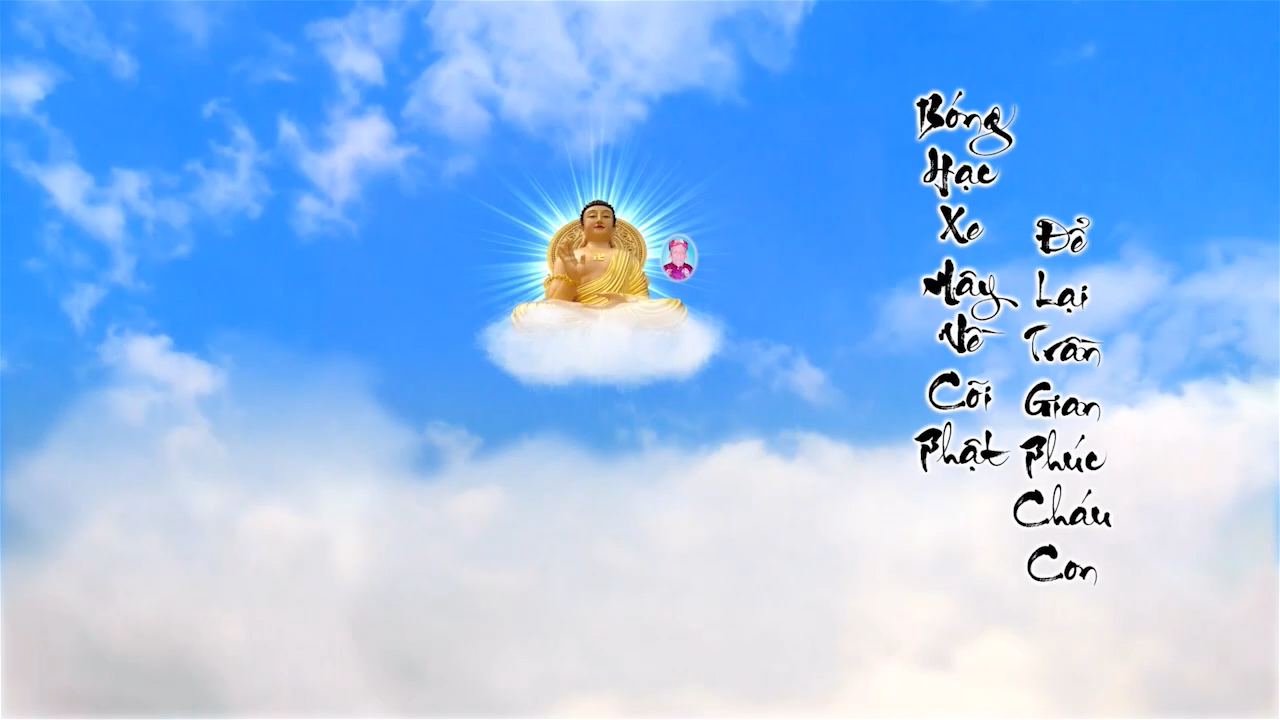 Bóng
Hạc
Xe
Mây
Về
Cõi
Phật
Để
Lại
Trần
Gian
Phúc
Cháu
Con